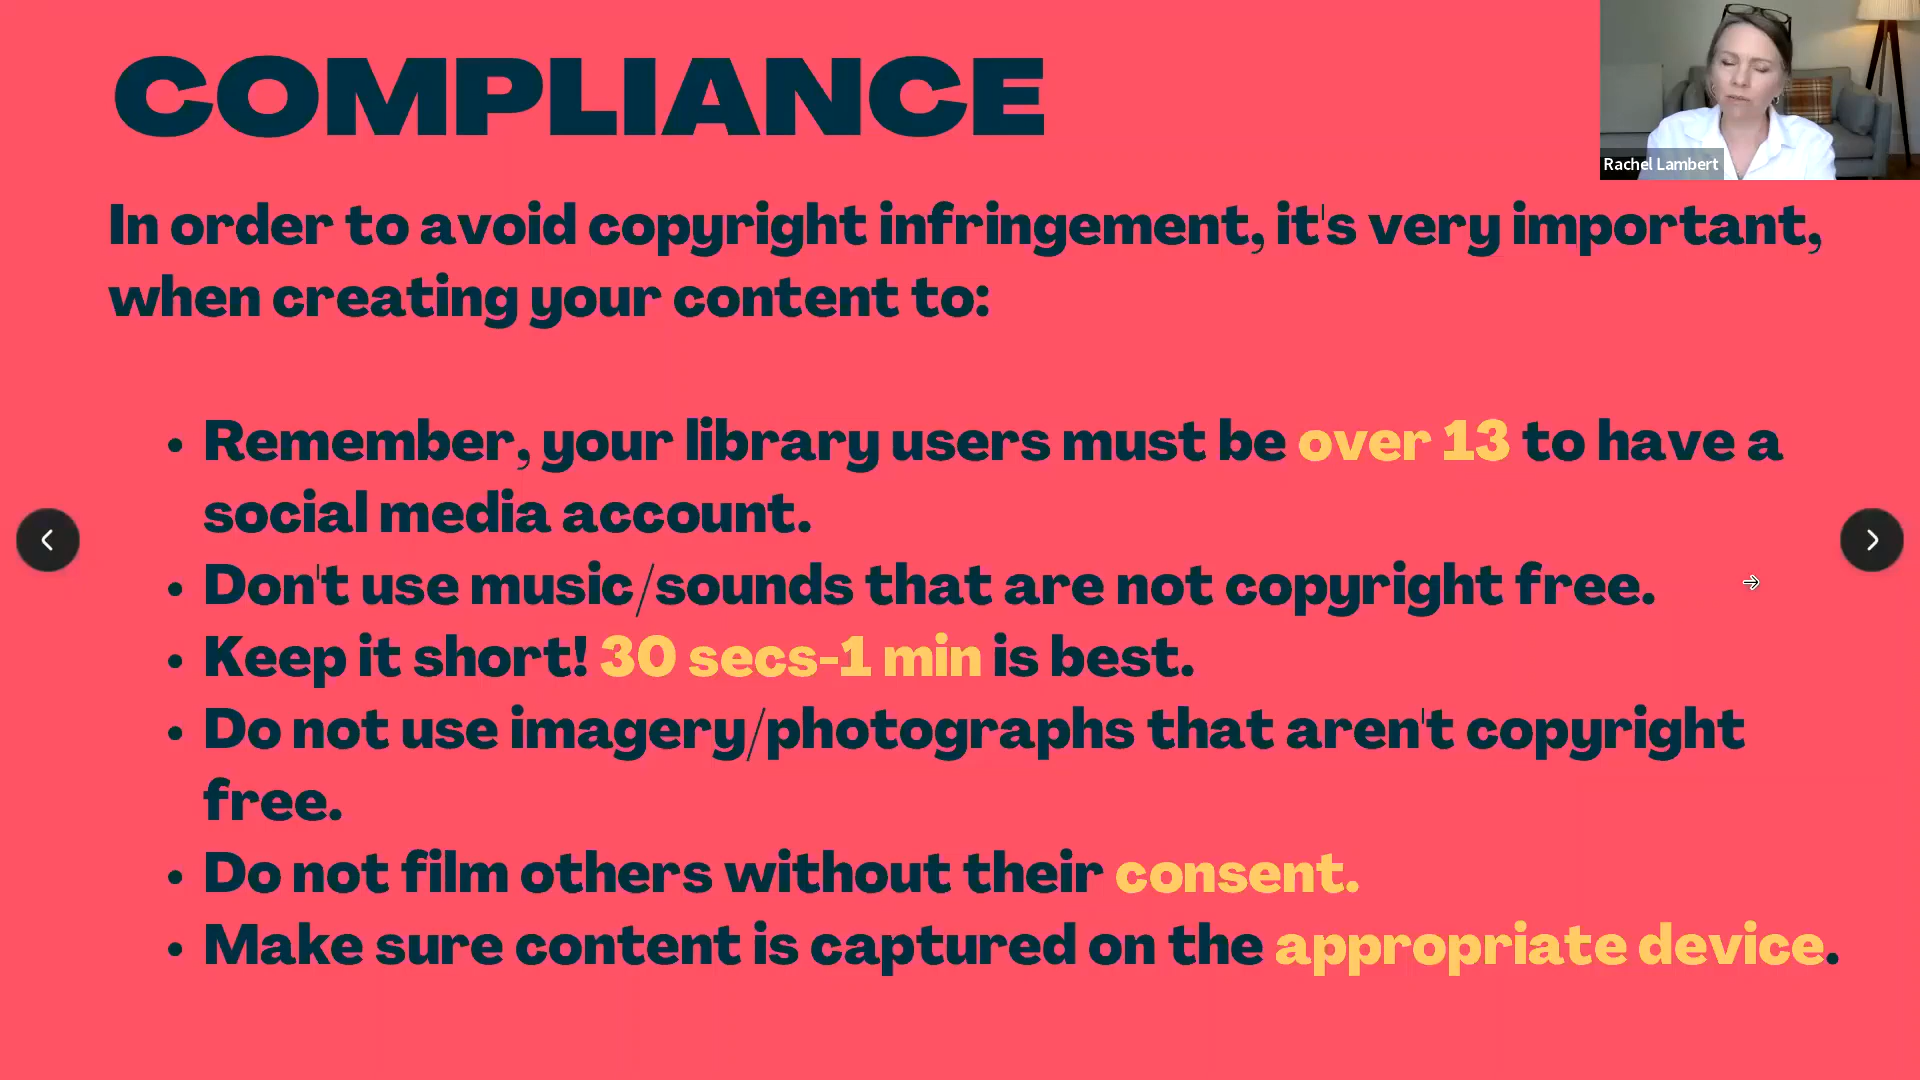 COMPLIANCE
Rachel Lambert
In order to avoid copyright infringement, it's very important,
when creating your content to:
• Remember, your library users must be over 13 to have a
social media account.
• Don't use music/sounds that are not copyright free.
• Keep it short! 30 secs-1 min is best.
• Do not use imagery/photographs that aren't copyright
free.
• Do not film others without their consent.
• Make sure content is captured on the appropriate device.